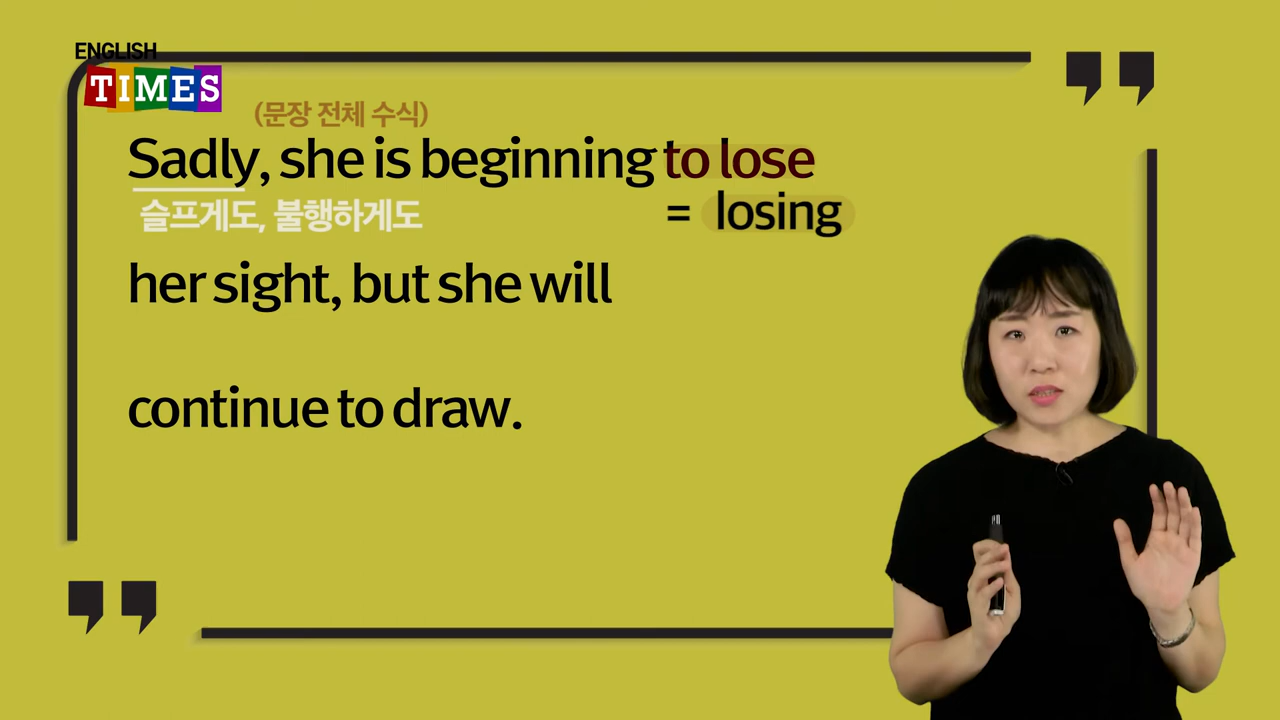 ENGLISH
TIMES
(문장 전체 수식)
Sadly, she is beginning to lose
슬프게도, 불행하게도
= losing
her sight, but she will
continue to draw.